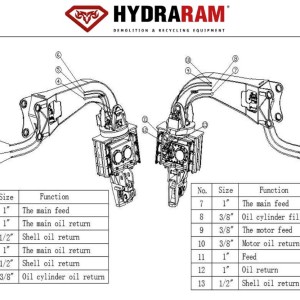 HYDRARAM®
DEMOLITION & RECYCLING EQUIPMENT
Size Function
1" The main feed
1" The main oil return
1/2" Shell oil return
1" The main oil return
1/2" Shell oil return
3/8" Oil cylinder oil return
No. Size Function
7 1" The main feed
8 3/8" Oil cylinder fil
9 3/8" The motor feed
10 3/8" Motor oil return
11 1" Feed
12 1" Oil return
13 1/2" Shell oil return